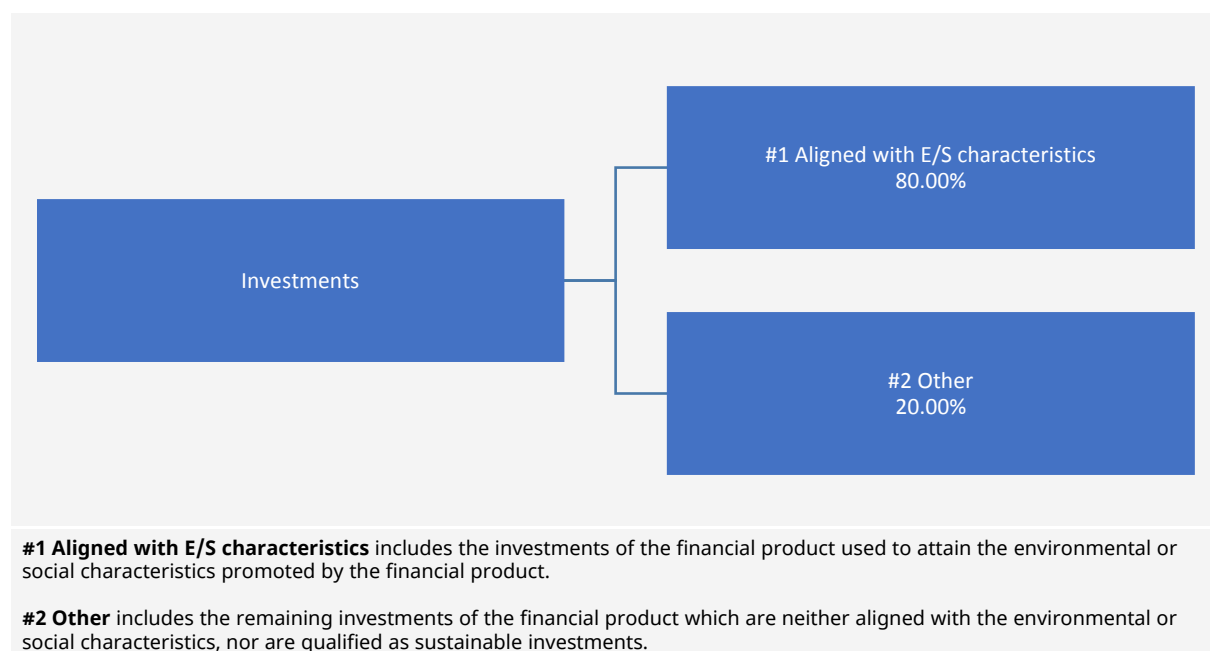 #1 Aligned with E/S characteristics
80.00%
Investments
#2 Other
20.00%
#1 Aligned with E/S characteristics includes the investments of the financial product used to attain the environmental or
social characteristics promoted by the financial product.
#2 Other includes the remaining investments of the financial product which are neither aligned with the environmental or
social characteristics, nor are qualified as sustainable investments.